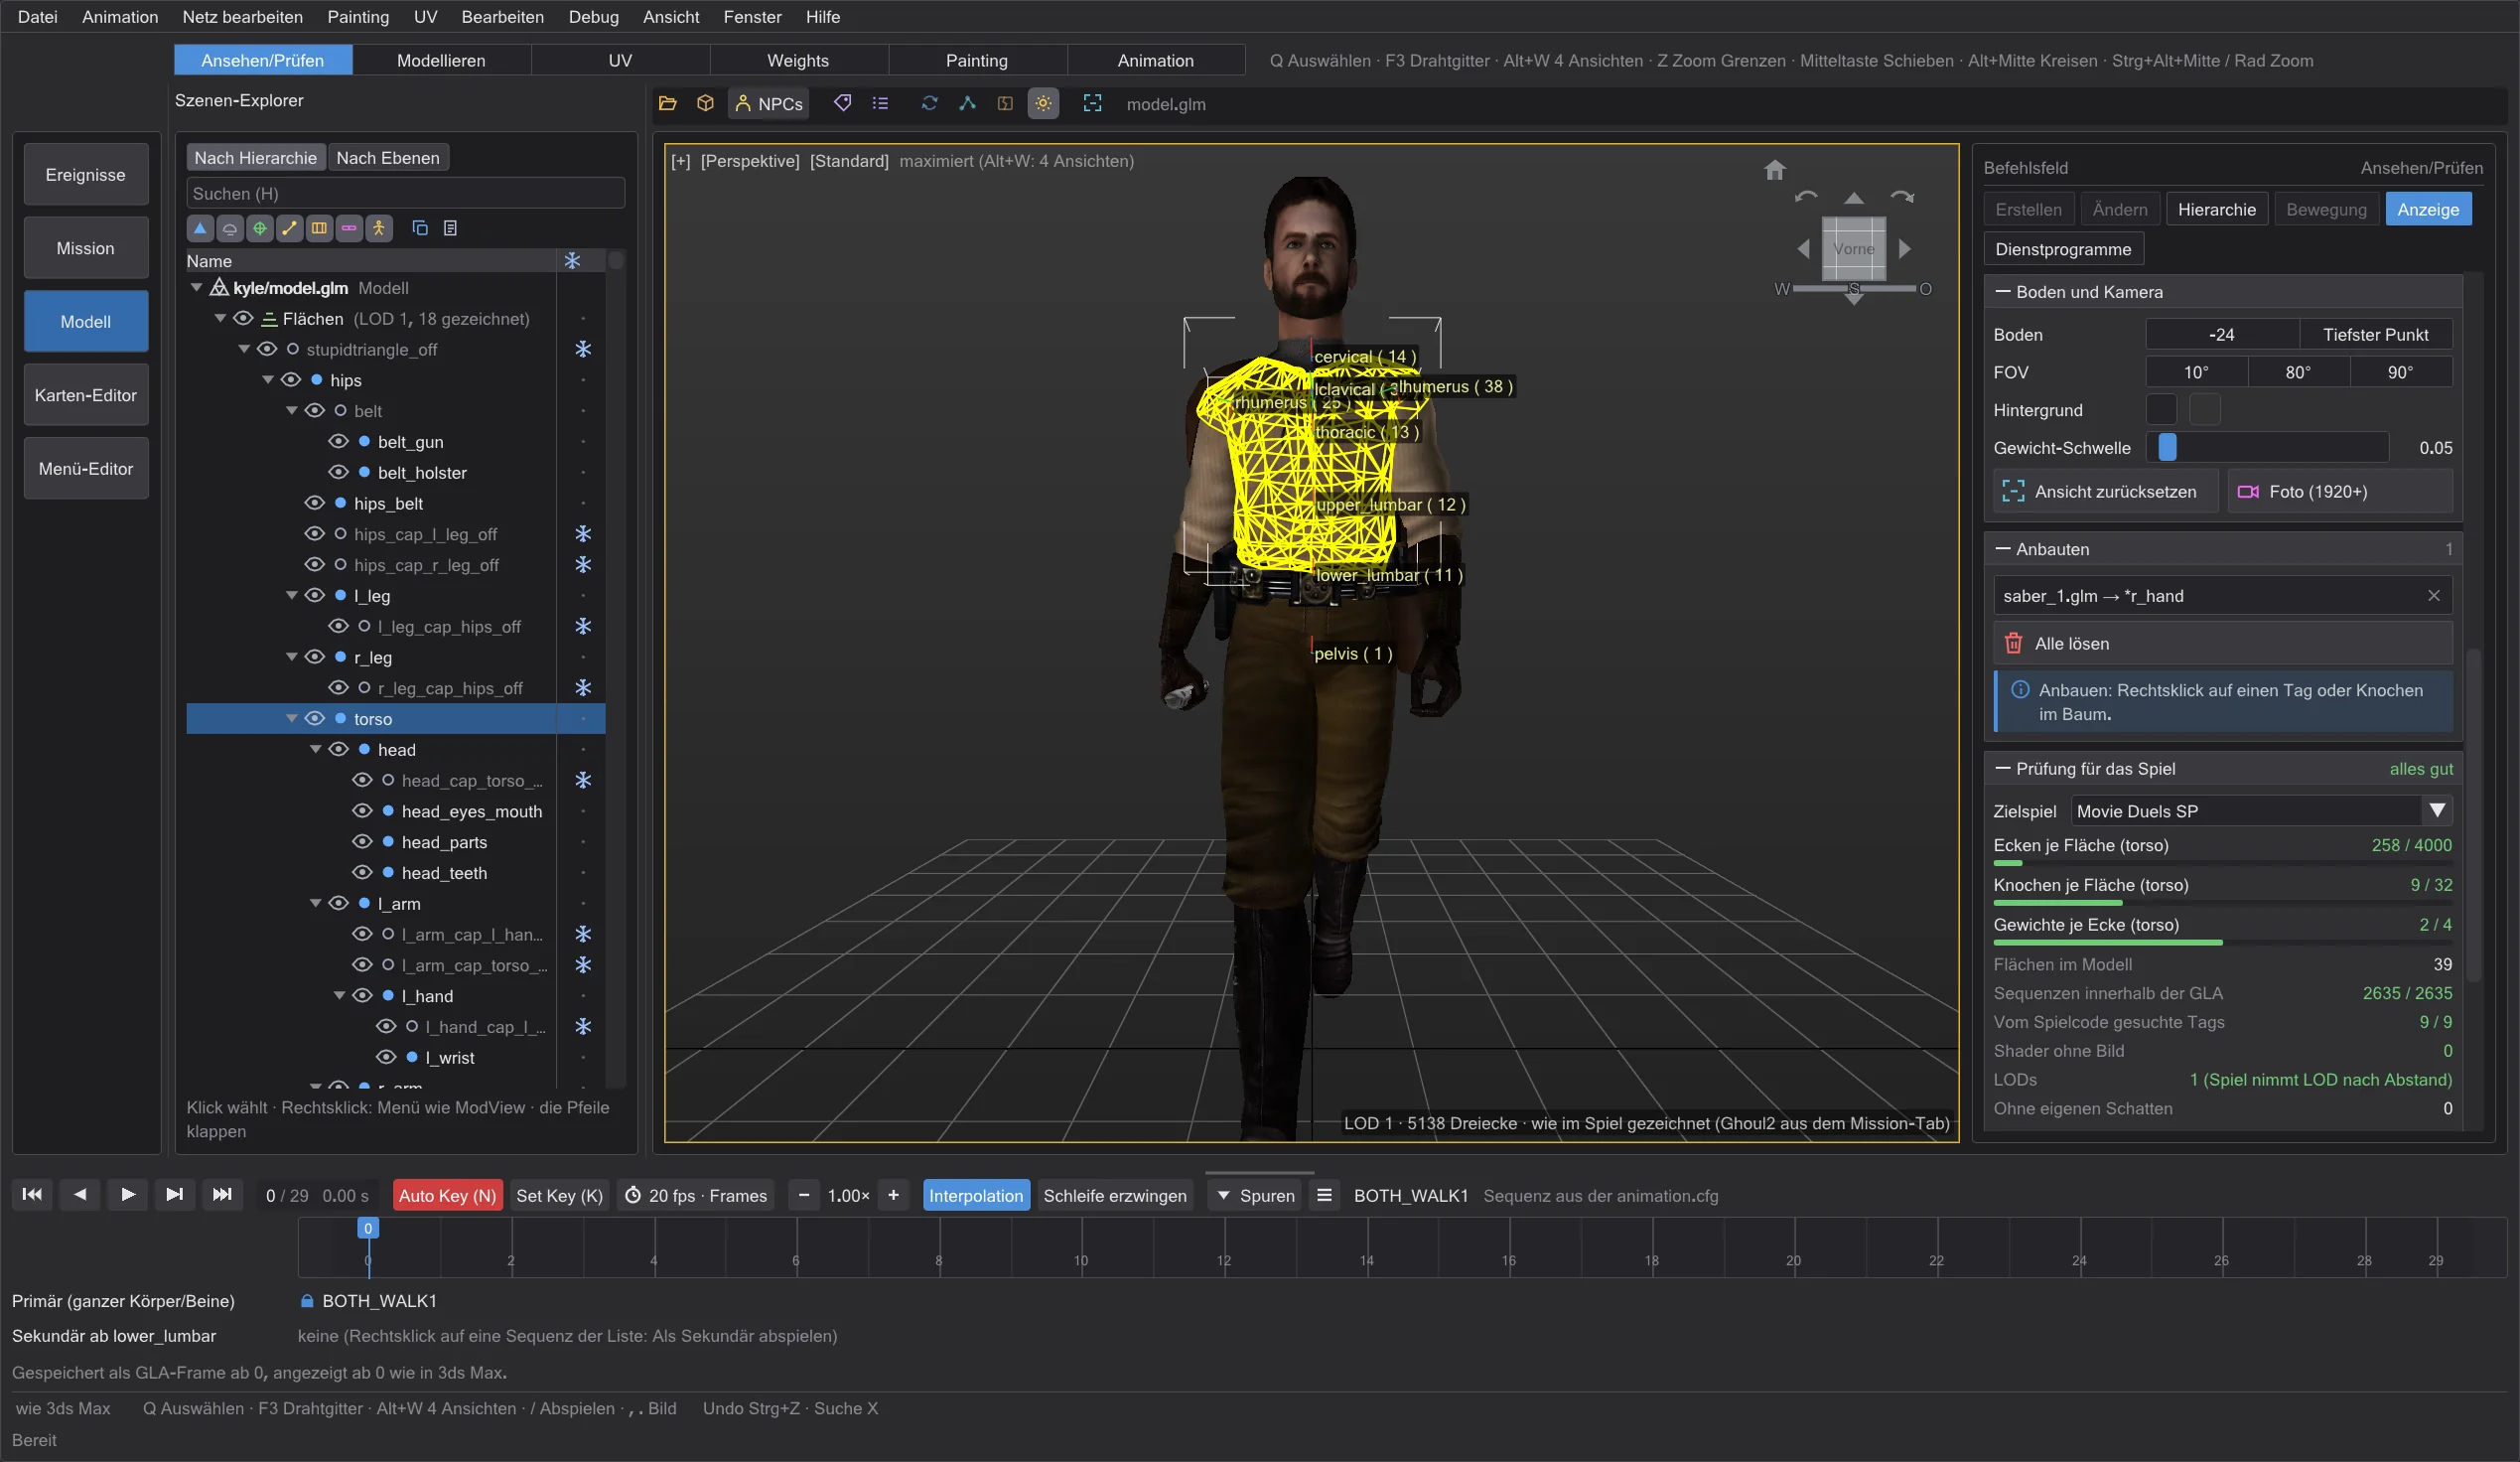 Datei Animation Netz bearbeiten Painting UV Bearbeiten Debug Ansicht Fenster Hilfe
Ansehen/Prüfen Modellieren UV Weights Painting Animation Q Auswählen · F3 Drahtgitter · Alt+W 4 Ansichten · Z Zoom Grenzen · Mitteltaste Schieben · Alt+Mitte Kreisen · Strg+Alt+Mitte / Rad Zoom
Szenen-Explorer
NPCs model.glm
Ereignisse
Mission
Modell
Karten-Editor
Menü-Editor
Nach Hierarchie Nach Ebenen
Suchen (H)
Name
kyle/model.glm Modell
Flächen (LOD 1, 18 gezeichnet)
stupidtriangle_off
hips
belt
belt_gun
belt_holster
hips_belt
hips_cap_l_leg_off
hips_cap_r_leg_off
l_leg
l_leg_cap_hips_off
r_leg
r_leg_cap_hips_off
torso
head
head_cap_torso_...
head_eyes_mouth
head_parts
head_teeth
l_arm
l_arm_cap_l_han...
l_arm_cap_torso_...
l_hand
l_hand_cap_l_...
l_wrist
r_arm
Klick wählt · Rechtsklick: Menü wie ModView · die Pfeile
klappen
[+] [Perspektive] [Standard] maximiert (Alt+W: 4 Ansichten)
Vorne
W S O
cervical ( 14 )
lclavical ( 3
lhumerus ( 38 )
rhumerus ( 25 )
thoracic ( 13 )
upper_lumbar ( 12 )
lower_lumbar ( 11 )
pelvis ( 1 )
LOD 1 · 5138 Dreiecke · wie im Spiel gezeichnet (Ghoul2 aus dem Mission-Tab)
Befehlsfeld Ansehen/Prüfen
Erstellen Ändern Hierarchie Bewegung Anzeige
Dienstprogramme
Boden und Kamera
Boden -24 Tiefster Punkt
FOV 10° 80° 90°
Hintergrund
Gewicht-Schwelle 0.05
Ansicht zurücksetzen Foto (1920+)
Anbauten 1
saber_1.glm → *r_hand
Alle lösen
Anbauen: Rechtsklick auf einen Tag oder Knochen
im Baum.
Prüfung für das Spiel alles gut
Zielspiel Movie Duels SP
Ecken je Fläche (torso) 258 / 4000
Knochen je Fläche (torso) 9 / 32
Gewichte je Ecke (torso) 2 / 4
Flächen im Modell 39
Sequenzen innerhalb der GLA 2635 / 2635
Vom Spielcode gesuchte Tags 9 / 9
Shader ohne Bild 0
LODs 1 (Spiel nimmt LOD nach Abstand)
Ohne eigenen Schatten 0
0 / 29 0.00 s Auto Key (N) Set Key (K) 20 fps · Frames − 1.00× + Interpolation Schleife erzwingen Spuren BOTH_WALK1 Sequenz aus der animation.cfg
0
0 2 4 6 8 10 12 14 16 18 20 22 24 26 28 29
Primär (ganzer Körper/Beine) BOTH_WALK1
Sekundär ab lower_lumbar keine (Rechtsklick auf eine Sequenz der Liste: Als Sekundär abspielen)
Gespeichert als GLA-Frame ab 0, angezeigt ab 0 wie in 3ds Max.
wie 3ds Max Q Auswählen · F3 Drahtgitter · Alt+W 4 Ansichten · / Abspielen · , . Bild Undo Strg+Z · Suche X
Bereit